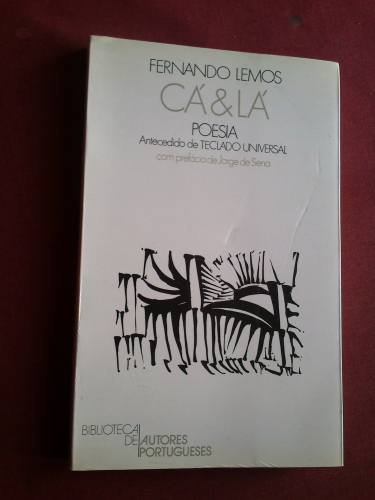 FERNANDO LEMOS
CÁ & LÁ
POESIA
Antecedido de TECLADO UNIVERSAL
com prefácio de Jorge de Sena
BIBLIOTECA
DE AUTORES
PORTUGUESES